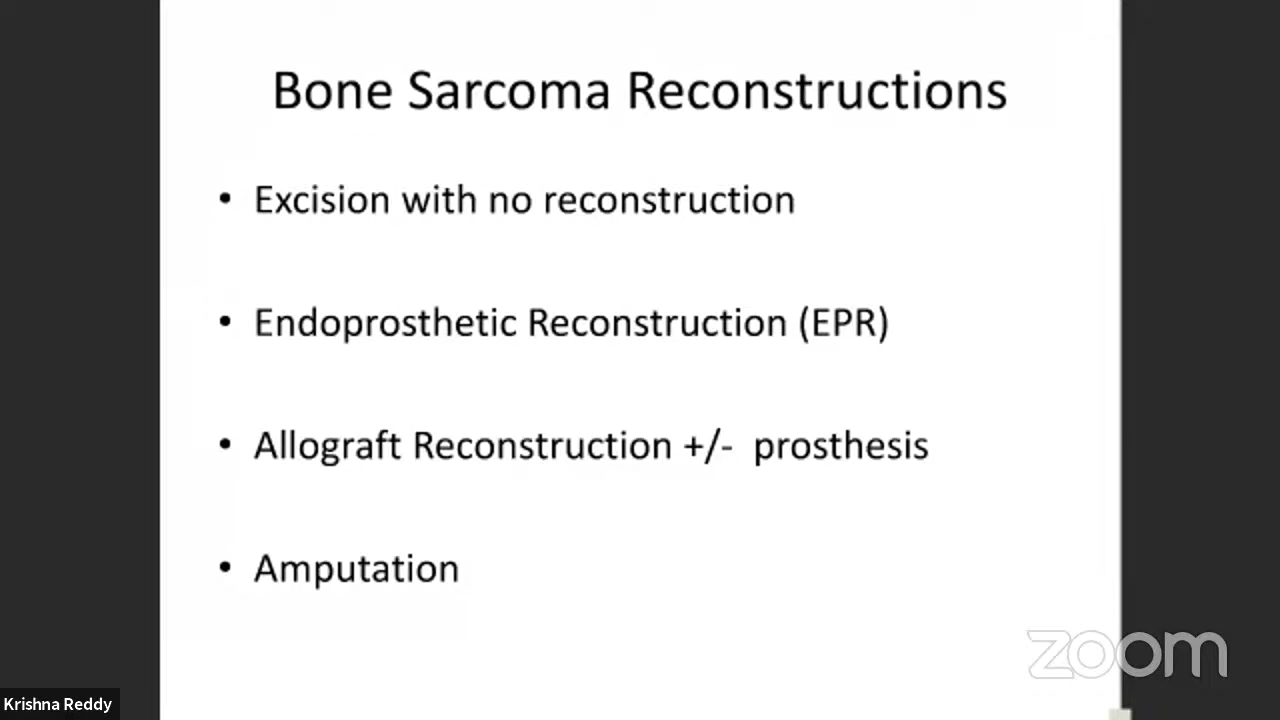 Bone Sarcoma Reconstructions
• Excision with no reconstruction
• Endoprosthetic Reconstruction (EPR)
• Allograft Reconstruction +/- prosthesis
• Amputation
zoom
Krishna Reddy